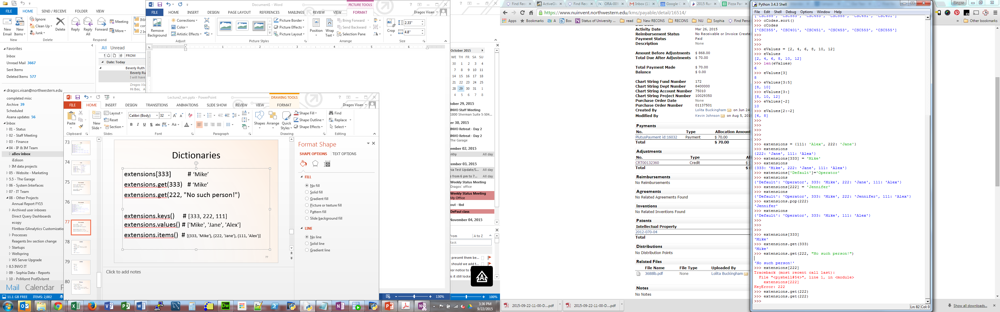 FILE HOME SEND / RECEIVE FOLDER VIEW
New Email
New Items
Ignore
Clean Up
Junk
Delete
Reply
Reply All
Forward
Meeting
More
New Delete Respond
Favorites
Inbox
Unread Mail 3667
Sent Items
Deleted Items 577
dragos.visan@northwestern.edu
completed misc
Archive 39
Scheduled
Asana updates 56
Inbox
01 - Status
02 - Staff Meeting
03 - Finance
04 - IP & IM Team
aBev inbox
iEdison
IM data projects
05 - Website - Marketing
5.5 - The Garage
06 - System Interfaces
07 - IT Team
08 - Other Projects
Annual Report FY15
Archived user inboxes
Direct Query Dashboards
ecopy
Flintbox GAnalytics Customizatio
Processes
Reagents Inv section change
Startups
Wellspring
WS Server Upgrade
8.5 INVO IT
09 - Sophia Data - Reports
10 - PriMgmt ProfDvlpmt
Mail Calendar P
11.1 GB FREE ITEMS: 2,002
All Unread
FROM
Date: Today
Beverly Ruth
Beverly Ru
I will have
Dragos Vis
Hi Bev, A
Document1 - Word
PICTURE TOOLS
FILE HOME INSERT DESIGN PAGE LAYOUT REFERENCES MAILINGS REVIEW VIEW FORMAT
Dragos Visan
Remove Background
Corrections
Color
Artistic Effects
Adjust
Picture Styles
Picture Border
Picture Effects
Picture Layout
Position
Wrap Text
Bring Forward
Send Backward
Selection Pane
Arrange
Crop
2.33"
4.8"
Size
1 2 3 4 5 6
130%
Lecture2_wn.pptx - PowerPoint
DRAWING TOOLS
FILE HOME INSERT DESIGN TRANSITIONS ANIMATIONS SLIDE SHOW REVIEW VIEW FORMAT
Dragos Visan
Paste
New Slide
Layout
Reset
Section
Calibri (Body) 32
Shapes
Arrange
Quick Styles
Shape Fill
Shape Outline
Shape Effects
Find
Replace
Select
Clipboard Slides Font Paragraph Drawing Editing
73
74
75
76
77
78
79
80
Dictionaries
extensions[333] # ‘Mike’
extensions.get(333) # ‘Mike’
extensions.get(222, "No such person!")
extensions.keys() # [333, 222, 111]
extensions.values() # ['Mike', 'Jane', 'Alex']
extensions.items() # [(333, 'Mike'), (222, 'Jane'), (111, 'Alex')]
77
Click to add notes
Format Shape
SHAPE OPTIONS TEXT OPTIONS
FILL
No fill
Solid fill
Gradient fill
Picture or texture fill
Pattern fill
Slide background fill
LINE
No line
Solid line
Gradient line
October 2015
WE TH FR SA SU
30 1 2 3 4
7 8 9 10 11
14 15 16 17 18
21 22 23 24 25
28 29 30 31 1
4 5 6 7 8
tober 29, 2015
INVO Staff Meeting
1800 Sherman Suite 5-504...
er 30, 2015
INVO Retreat - Day 2
INVO Retreat - Day 2
The Garage
ember 02, 2015
entry All day
vember 03, 2015
nia Test Update/S... All day
e from 6 pm to 7... All day
Weekly Status Meeting
Dragos' office
Weekly Status Meeting
My Office
out - tbd
DePaul class
November 04, 2015
From A to Z
task
present them be...
should we add t...
ior notice to
is it still locke
100%
3:36 PM
9/22/2015
Find Reco
ActiveGiv
Find Reco
ORA-009
Inbox (11
Google C
2015 Run
Pizza Part
Dragos
https://www.nuinvent.northwestern.edu/kms/payable/detail/16514/
Apps Bookmarks A Box Status of University ... read New RECONS RECONS NU Sophia Find Perso
Other bookmarks
Due Date None
Activity Date Mar 26, 2015
Reimbursement Status No Receivable or Invoice Create
Payment Status Paid
Description None
Amount Before Adjustments $ 868.00
Total Due After Adjustments $ 70.00
Total Payment Made $ 70.00
Balance $ 0.00
Chart String Fund Number 172
Chart String Dept Number 8400000
Chart String Account Number 75010
Chart String Project Number 10029350
Purchase Order Date None
Purchase Order Number 01137501
Created By Lolita Buckingham on Jun 24
Modified By Kevin Johnson on Aug 5, 201
Payments
No. Type Allocation Amount
PlutusPayment id:16032 Payment $ 70.00
Total $ 70.00
Adjustments
No. Type Al
CRT00132360 Credit $ (
Total $ (
Reimbursements
No Reimbursements
Agreements
No Related Agreements Found
Inventions
No Related Inventions Found
Patents
Intellectual Property
2012-070-04
Total
Distributions
No Distribution Points
Related Files
File Name File Type Uploaded By
3688lb.pdf None Lolita Buckingham
Notes
No Notes
2015-09-22-11-00-D....pdf
2015-09-22-11-00-D....pdf
Show all downloads...
Python 3.4.3 Shell
File Edit Shell Debug Options Window Help
['CSC355', 'CSC553', 'CSC453', 'CSC555', 'CSC451', 'CSC401']
>>> cCodes.sort()
>>> cCodes
['CSC355', 'CSC401', 'CSC451', 'CSC453', 'CSC553', 'CSC555']
>>>
>>>
>>>
>>> eValues = [2, 4, 6, 8, 10, 12]
>>> eValues
[2, 4, 6, 8, 10, 12]
>>> len(eValues)
6
>>> eValues[3]
8
>>> eValues[3:5]
[8, 10]
>>> eValues[3:]
[8, 10, 12]
>>> eValues[-2]
10
>>> eValues[2:-2]
[6, 8]
>>>
>>>
>>>
>>>
>>>
>>> extensions = {111: 'Alex', 222: 'Jane'}
>>> extensions
{222: 'Jane', 111: 'Alex'}
>>> extensions[333] = 'Mike'
>>> extensions
{333: 'Mike', 222: 'Jane', 111: 'Alex'}
>>> extensions['Default']='Operator'
>>> extensions
{'Default': 'Operator', 333: 'Mike', 222: 'Jane', 111: 'Alex'}
>>> extensions[222] = 'Jennifer'
>>> extensions
{'Default': 'Operator', 333: 'Mike', 222: 'Jennifer', 111: 'Alex'}
>>> extensions.pop(222)
'Jennifer'
>>> extensions
{'Default': 'Operator', 333: 'Mike', 111: 'Alex'}
>>>
>>>
>>>
>>> extensions[333]
'Mike'
>>> extensions.get(333)
'Mike'
>>> extensions.get(222, "No such person!")
'No such person!'
>>> extensions[222]
Traceback (most recent call last):
File "<pyshell#54>", line 1, in <module>
extensions[222]
KeyError: 222
>>> extensions.get(222)
>>> extensions.get(222)
>>>
Ln: 82 Col: 0